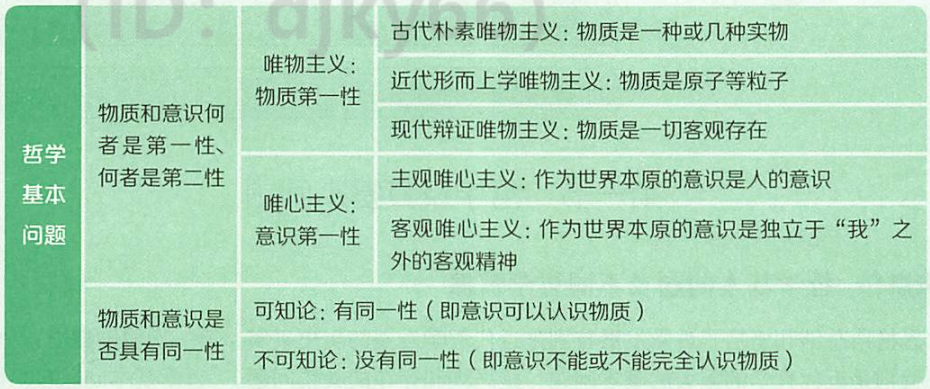 (ID: djky66)
哲学
基本
问题
物质和意识何
者是第一性、
何者是第二性
唯物主义：
物质第一性
古代朴素唯物主义：物质是一种或几种实物
近代形而上学唯物主义：物质是原子等粒子
现代辩证唯物主义：物质是一切客观存在
唯心主义：
意识第一性
主观唯心主义：作为世界本原的意识是人的意识
客观唯心主义：作为世界本原的意识是独立于“我”之
外的客观精神
物质和意识是
否具有同一性
可知论：有同一性（即意识可以认识物质）
不可知论：没有同一性（即意识不能或不能完全认识物质）